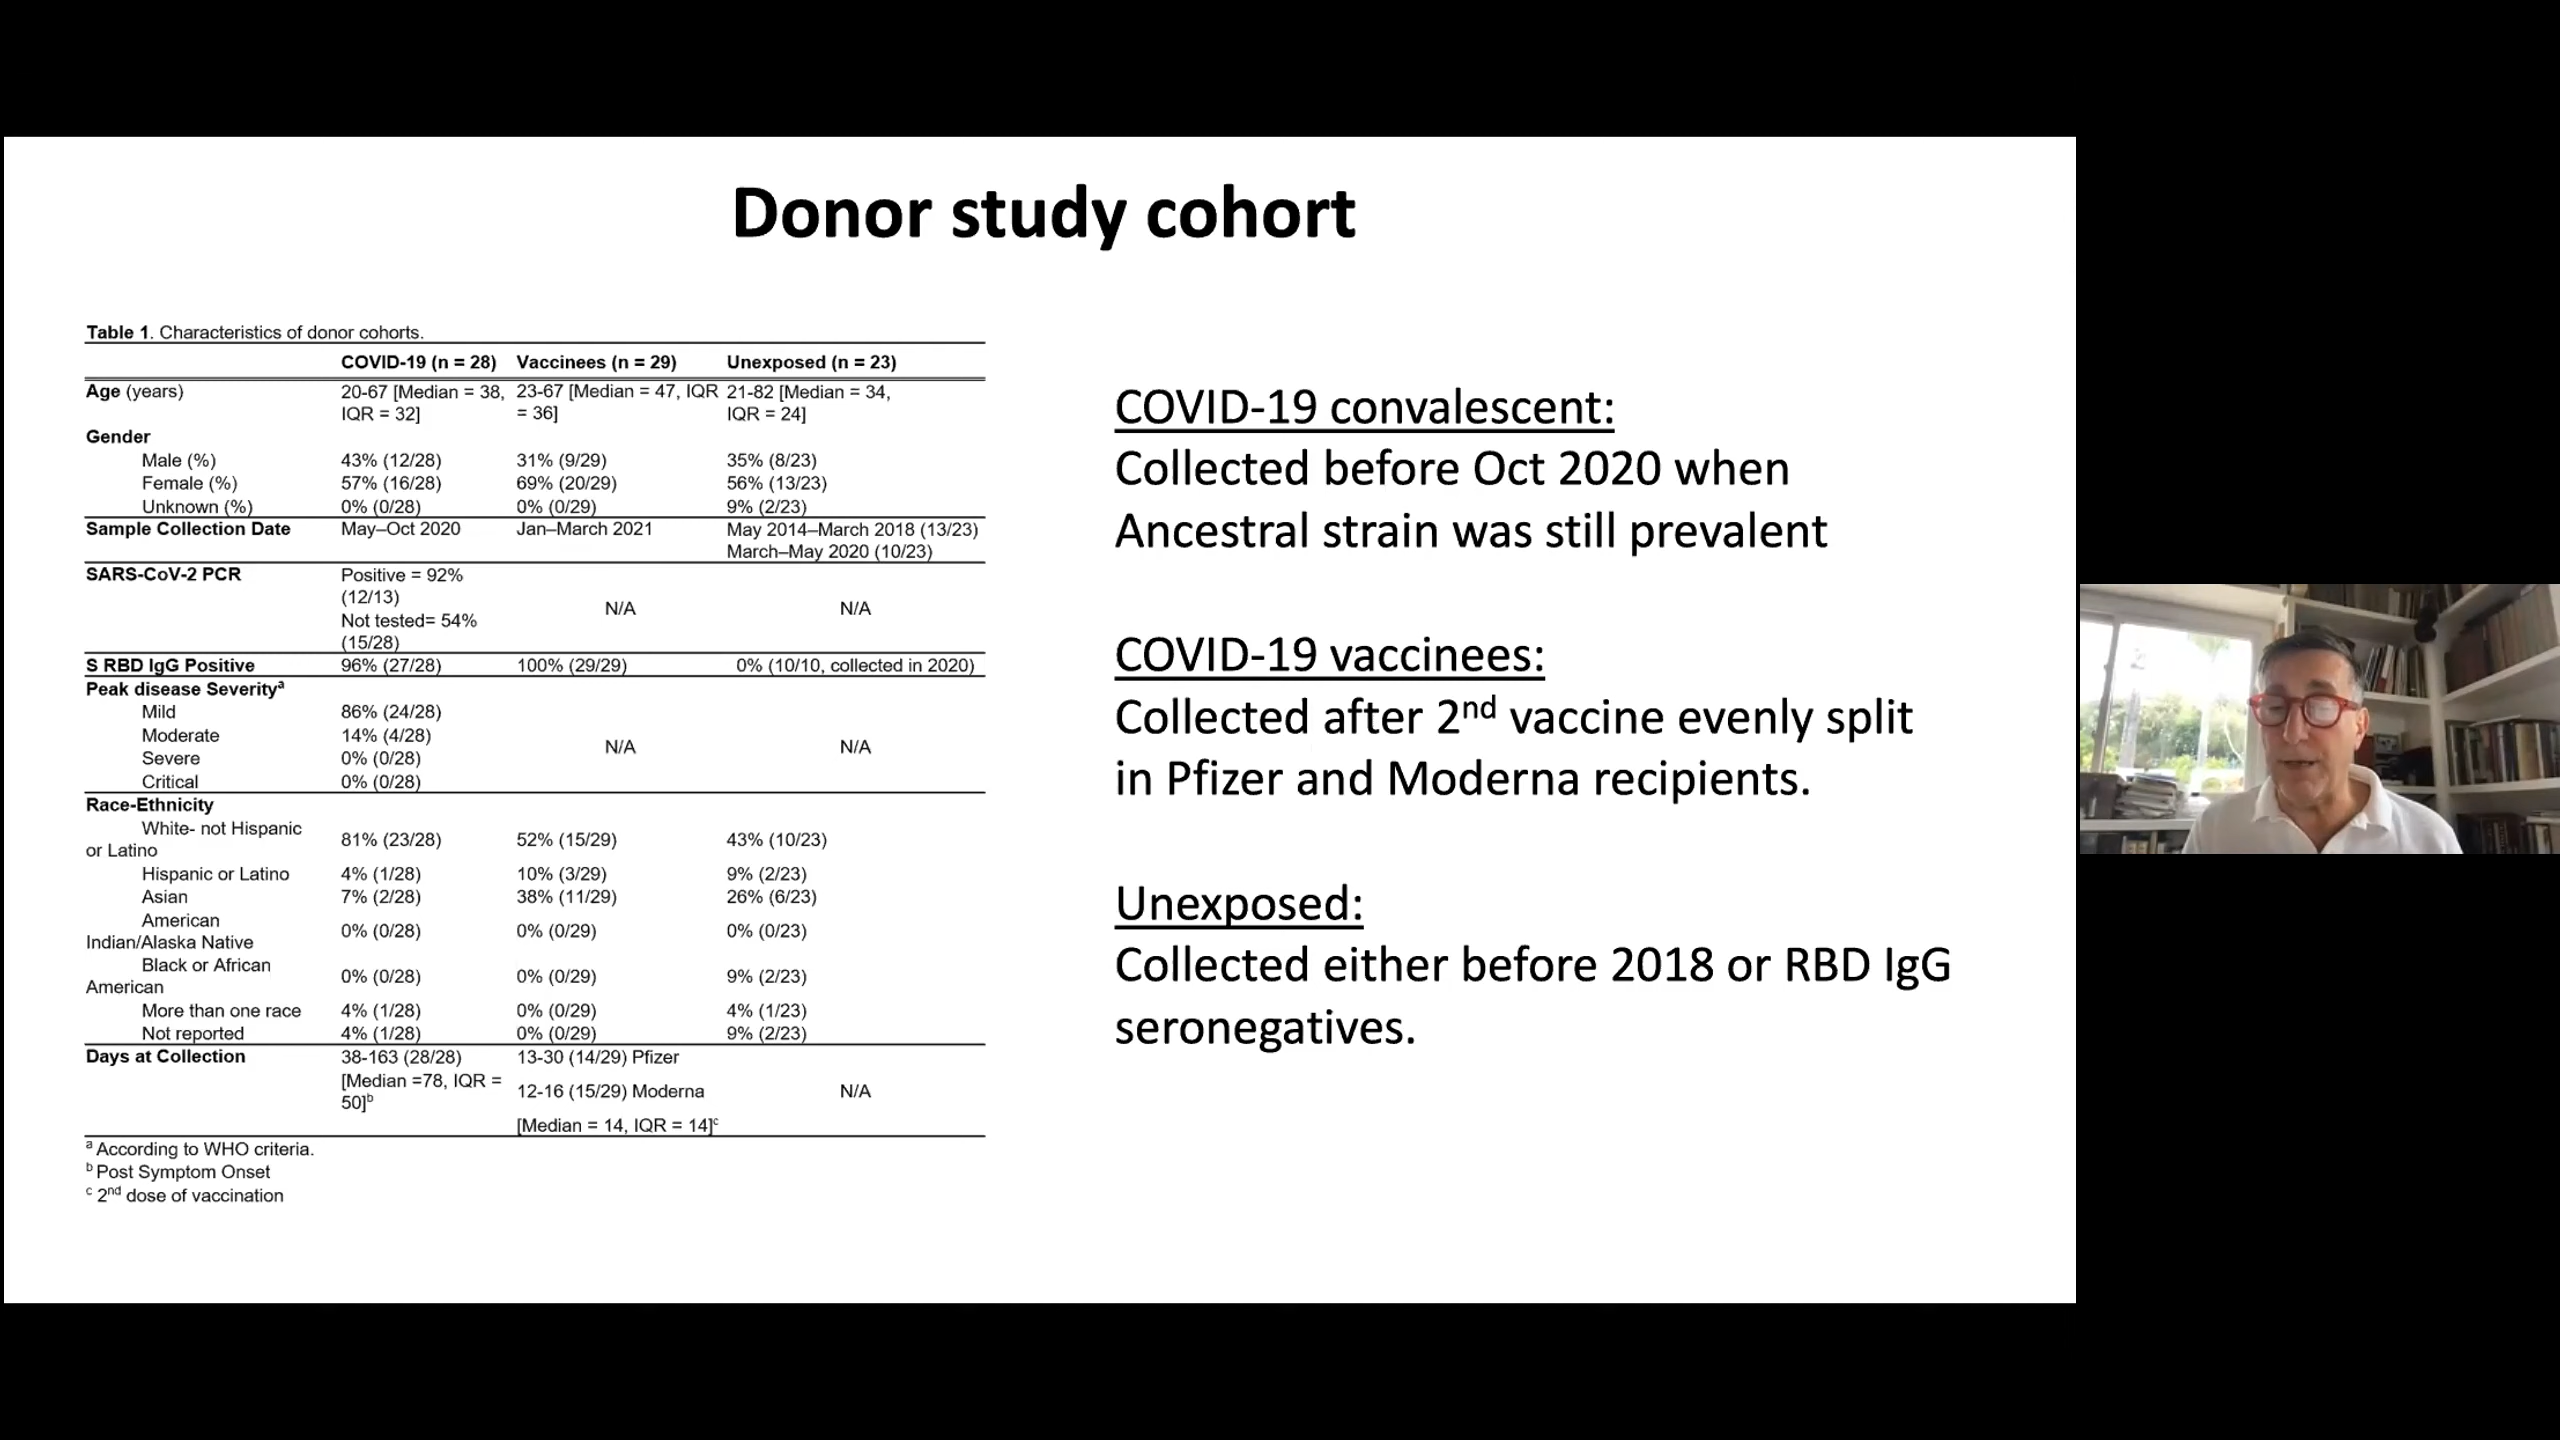 Donor study cohort
Table 1. Characteristics of donor cohorts.
COVID-19 (n = 28) Vaccinees (n = 29) Unexposed (n = 23)
Age (years) 20-67 [Median = 38, 23-67 [Median = 47, IQR 21-82 [Median = 34,
IQR = 32] = 36] IQR = 24]
Gender
Male (%) 43% (12/28) 31% (9/29) 35% (8/23)
Female (%) 57% (16/28) 69% (20/29) 56% (13/23)
Unknown (%) 0% (0/28) 0% (0/29) 9% (2/23)
Sample Collection Date May–Oct 2020 Jan–March 2021 May 2014–March 2018 (13/23)
March–May 2020 (10/23)
SARS-CoV-2 PCR Positive = 92%
(12/13)
N/A N/A
Not tested= 54%
(15/28)
S RBD IgG Positive 96% (27/28) 100% (29/29) 0% (10/10, collected in 2020)
Peak disease Severityᵃ
Mild 86% (24/28)
Moderate 14% (4/28)
N/A N/A
Severe 0% (0/28)
Critical 0% (0/28)
Race-Ethnicity
White- not Hispanic
or Latino 81% (23/28) 52% (15/29) 43% (10/23)
Hispanic or Latino 4% (1/28) 10% (3/29) 9% (2/23)
Asian 7% (2/28) 38% (11/29) 26% (6/23)
American
Indian/Alaska Native 0% (0/28) 0% (0/29) 0% (0/23)
Black or African
American 0% (0/28) 0% (0/29) 9% (2/23)
More than one race 4% (1/28) 0% (0/29) 4% (1/23)
Not reported 4% (1/28) 0% (0/29) 9% (2/23)
Days at Collection 38-163 (28/28) 13-30 (14/29) Pfizer
[Median =78, IQR = 12-16 (15/29) Moderna N/A
50]ᵇ
[Median = 14, IQR = 14]ᶜ
ᵃ According to WHO criteria.
ᵇ Post Symptom Onset
ᶜ 2nd dose of vaccination
COVID-19 convalescent:
Collected before Oct 2020 when
Ancestral strain was still prevalent
COVID-19 vaccinees:
Collected after 2nd vaccine evenly split
in Pfizer and Moderna recipients.
Unexposed:
Collected either before 2018 or RBD IgG
seronegatives.